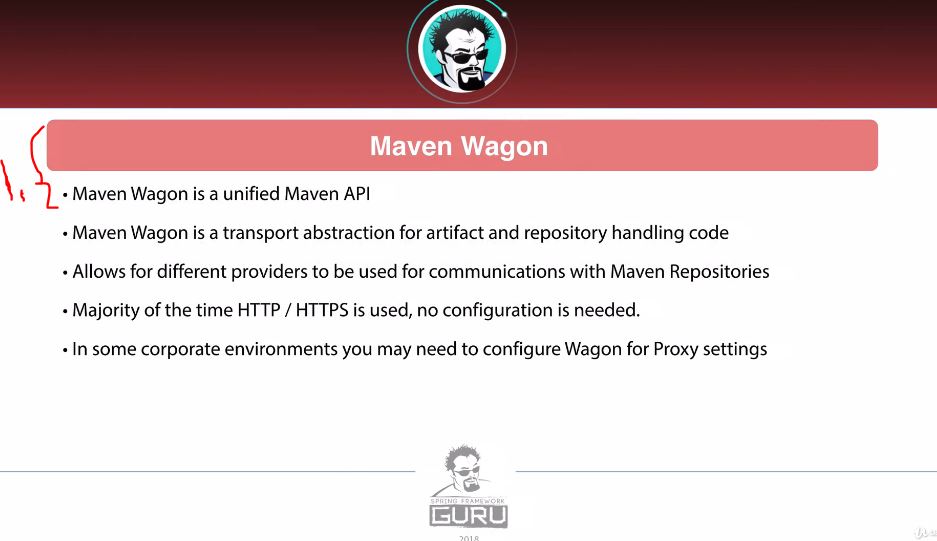 Maven Wagon
1.
2
• Maven Wagon is a unified Maven API
• Maven Wagon is a transport abstraction for artifact and repository handling code
• Allows for different providers to be used for communications with Maven Repositories
• Majority of the time HTTP / HTTPS is used, no configuration is needed.
• In some corporate environments you may need to configure Wagon for Proxy settings
SPRING FRAMEWORK
GURU
2018